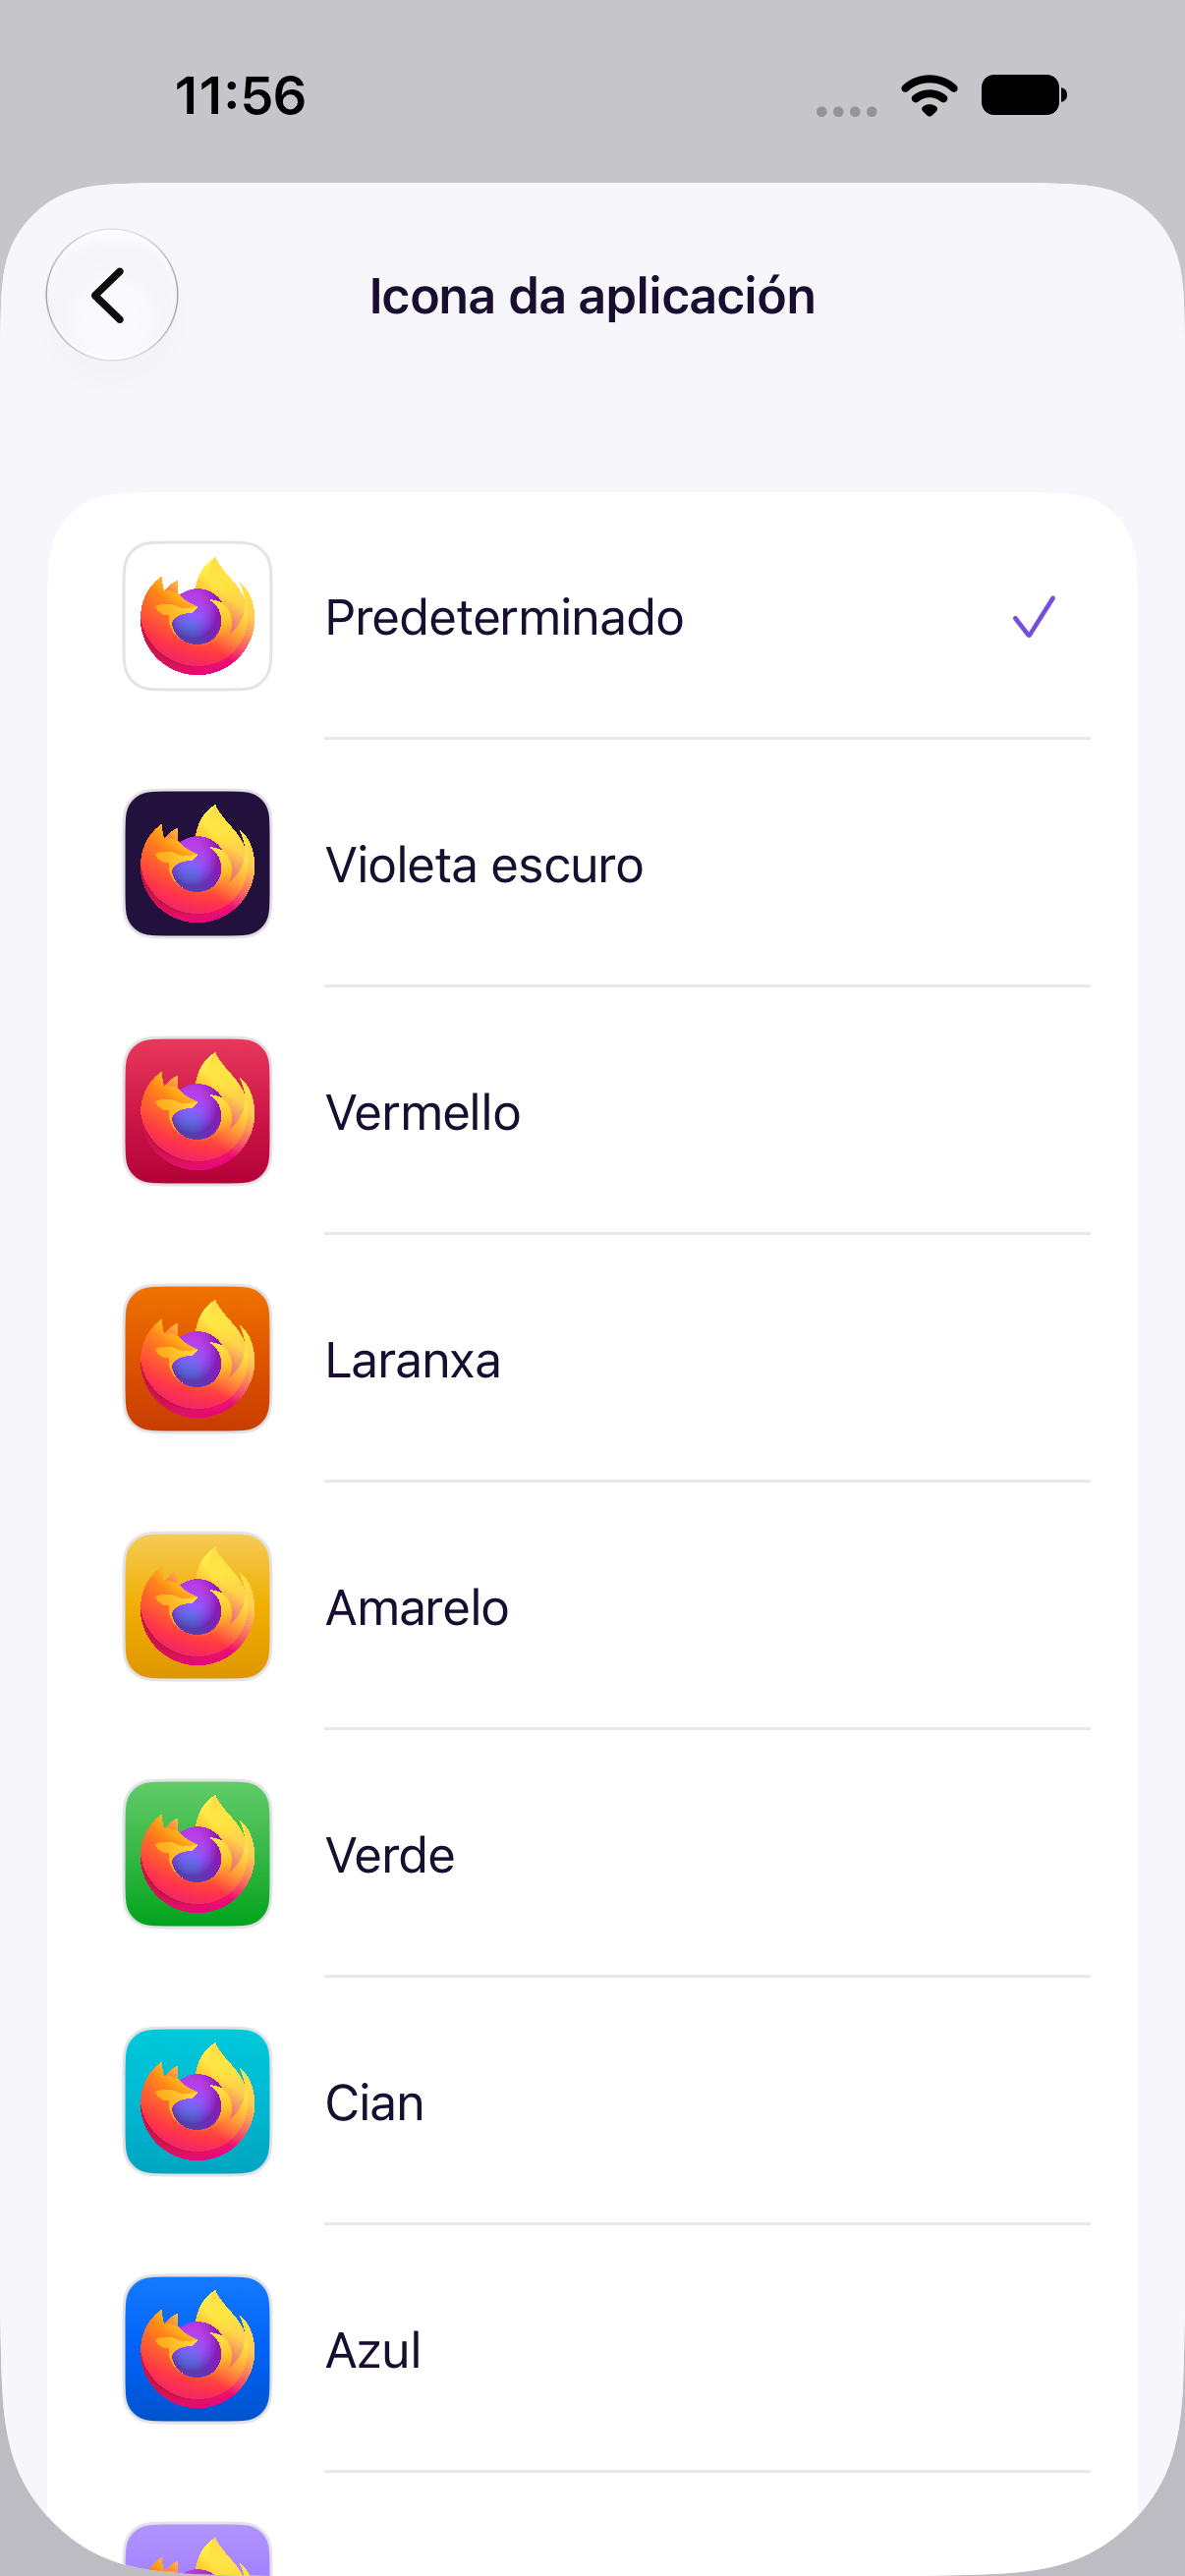 11:56
Icona da aplicación
Predeterminado
Violeta escuro
Vermello
Laranxa
Amarelo
Verde
Cian
Azul